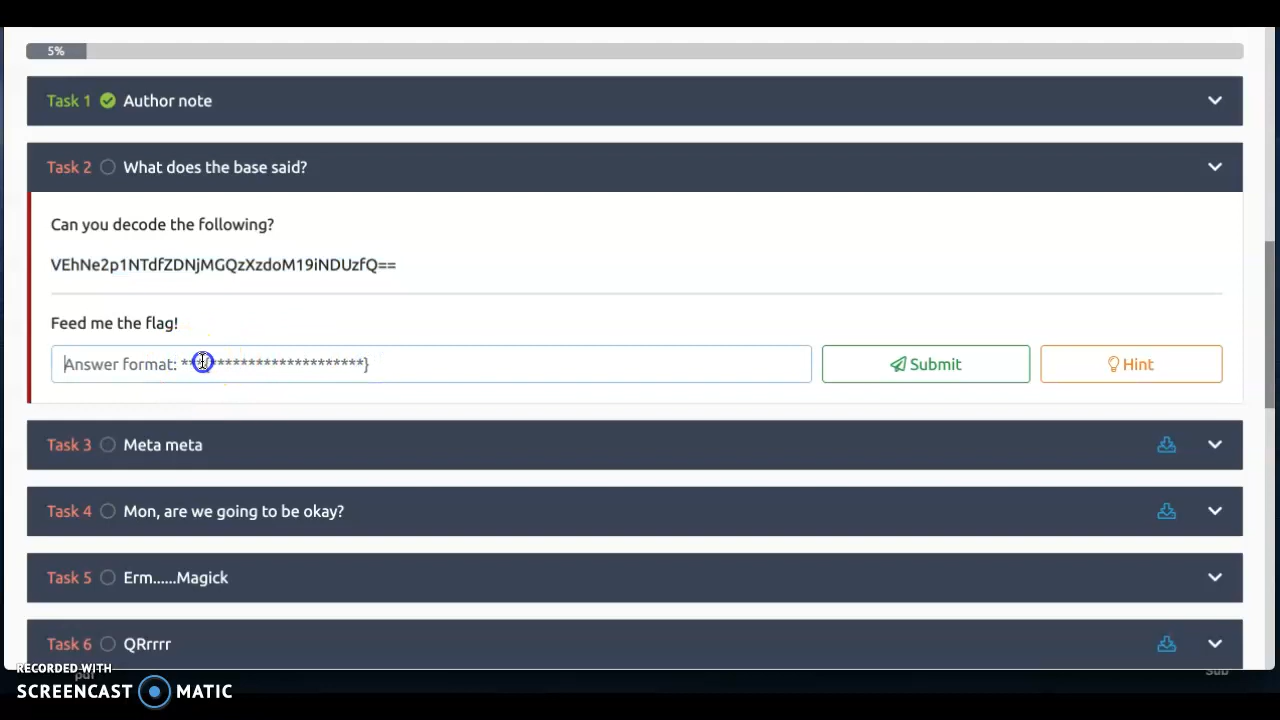 5%
Task 1 Author note
Task 2 What does the base said?
Can you decode the following?
VEhNe2p1NTdfZDNjMGQzXzdoM19iNDUzfQ==
Feed me the flag!
Answer format: ***{************************} Submit Hint
Task 3 Meta meta
Task 4 Mon, are we going to be okay?
Task 5 Erm......Magick
Task 6 QRrrrr
RECORDED WITH
pdf
SCREENCAST MATIC
Sub